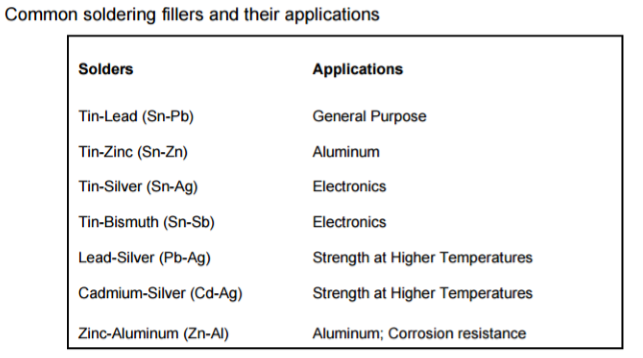 Common soldering fillers and their applications
Solders Applications
Tin-Lead (Sn-Pb) General Purpose
Tin-Zinc (Sn-Zn) Aluminum
Tin-Silver (Sn-Ag) Electronics
Tin-Bismuth (Sn-Sb) Electronics
Lead-Silver (Pb-Ag) Strength at Higher Temperatures
Cadmium-Silver (Cd-Ag) Strength at Higher Temperatures
Zinc-Aluminum (Zn-Al) Aluminum; Corrosion resistance